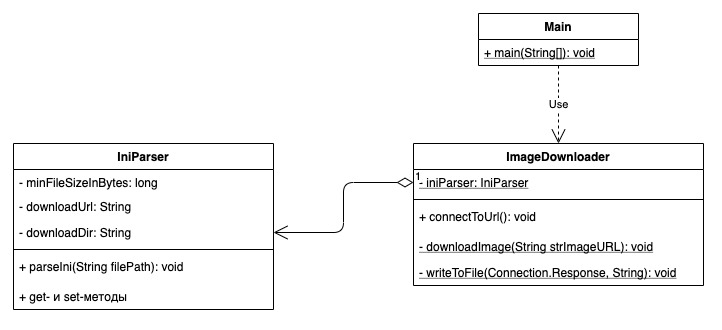 Main
+ main(String[]): void
Use
IniParser
- minFileSizeInBytes: long
- downloadUrl: String
- downloadDir: String
+ parseIni(String filePath): void
+ get- и set-методы
ImageDownloader
1
- iniParser: IniParser
+ connectToUrl(): void
- downloadImage(String strImageURL): void
- writeToFile(Connection.Response, String): void